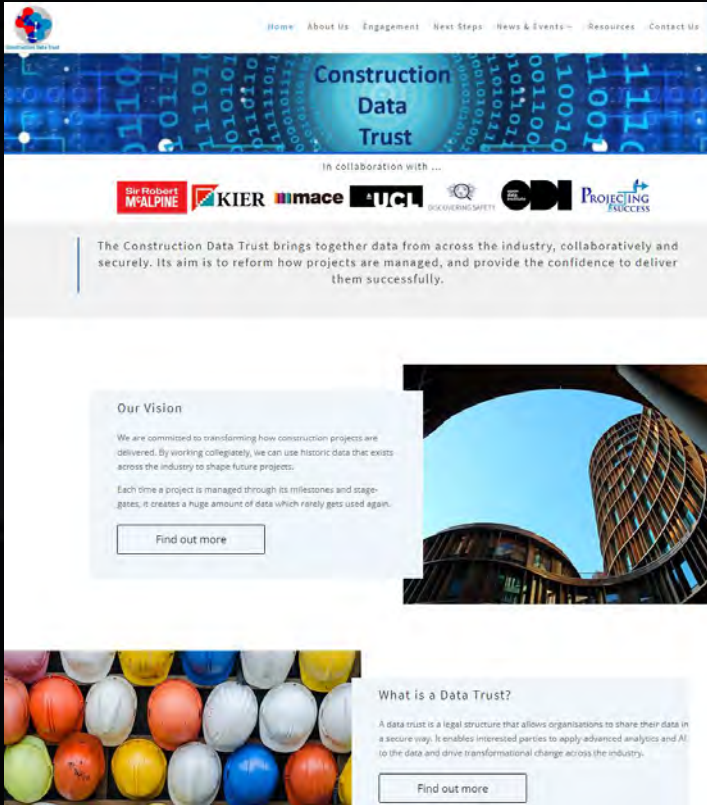 Construction Data Trust
Home About Us Engagement Next Steps News & Events Resources Contact Us
Construction
Data
Trust
In collaboration with ...
Sir Robert
McALPINE
KIER
mace
UCL
DISCOVERING SAFETY
open
data
institute
ODI
PROJECTING
SUCCESS
The Construction Data Trust brings together data from across the industry, collaboratively and
securely. Its aim is to reform how projects are managed, and provide the confidence to deliver
them successfully.
Our Vision
We are committed to transforming how construction projects are
delivered. By working collegiately, we can use historic data that exists
across the industry to shape future projects.
Each time a project is managed through its milestones and stage-
gates, it creates a huge amount of data which rarely gets used again.
Find out more
What is a Data Trust?
A data trust is a legal structure that allows organisations to share their data in
a secure way. It enables interested parties to apply advanced analytics and AI
to the data and drive transformational change across the industry.
Find out more